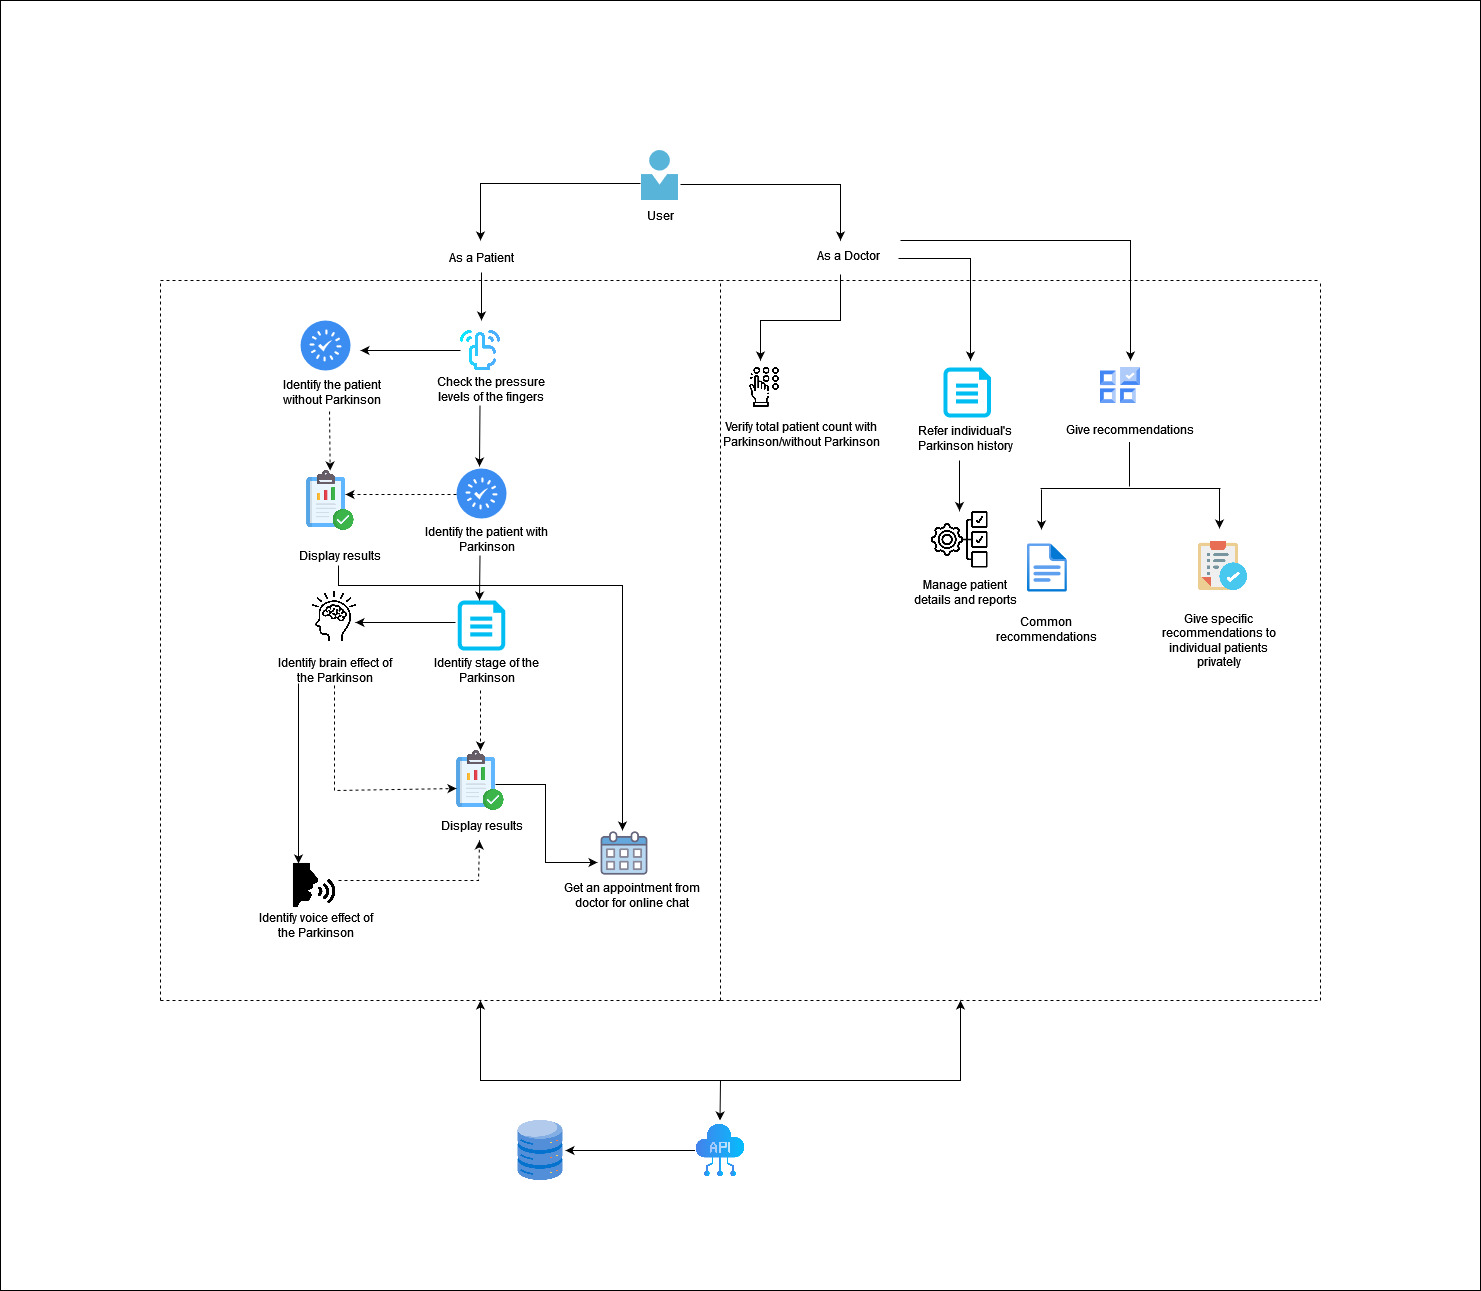 User
As a Patient
As a Doctor
Identify the patient
without Parkinson
Check the pressure
levels of the fingers
Verify total patient count with
Parkinson/without Parkinson
Refer individual's
Parkinson history
Give recommendations
Identify the patient with
Parkinson
Display results
Manage patient
details and reports
Common
recommendations
Give specific
recommendations to
individual patients
privately
Identify brain effect of
the Parkinson
Identify stage of the
Parkinson
Display results
Get an appointment from
doctor for online chat
Identify voice effect of
the Parkinson
API